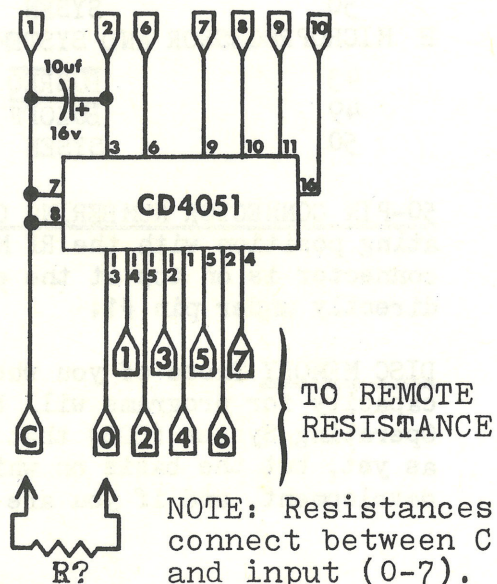 1 2 6 7 8 9 10
10uf
+
16v
3 6 9 10 11
7 16
CD4051
8
13 14 15 12 1 5 2 4
1 3 5 7
TO REMOTE
C 0 2 4 6 RESISTANCE
NOTE: Resistances
connect between C
R? and input (0-7).